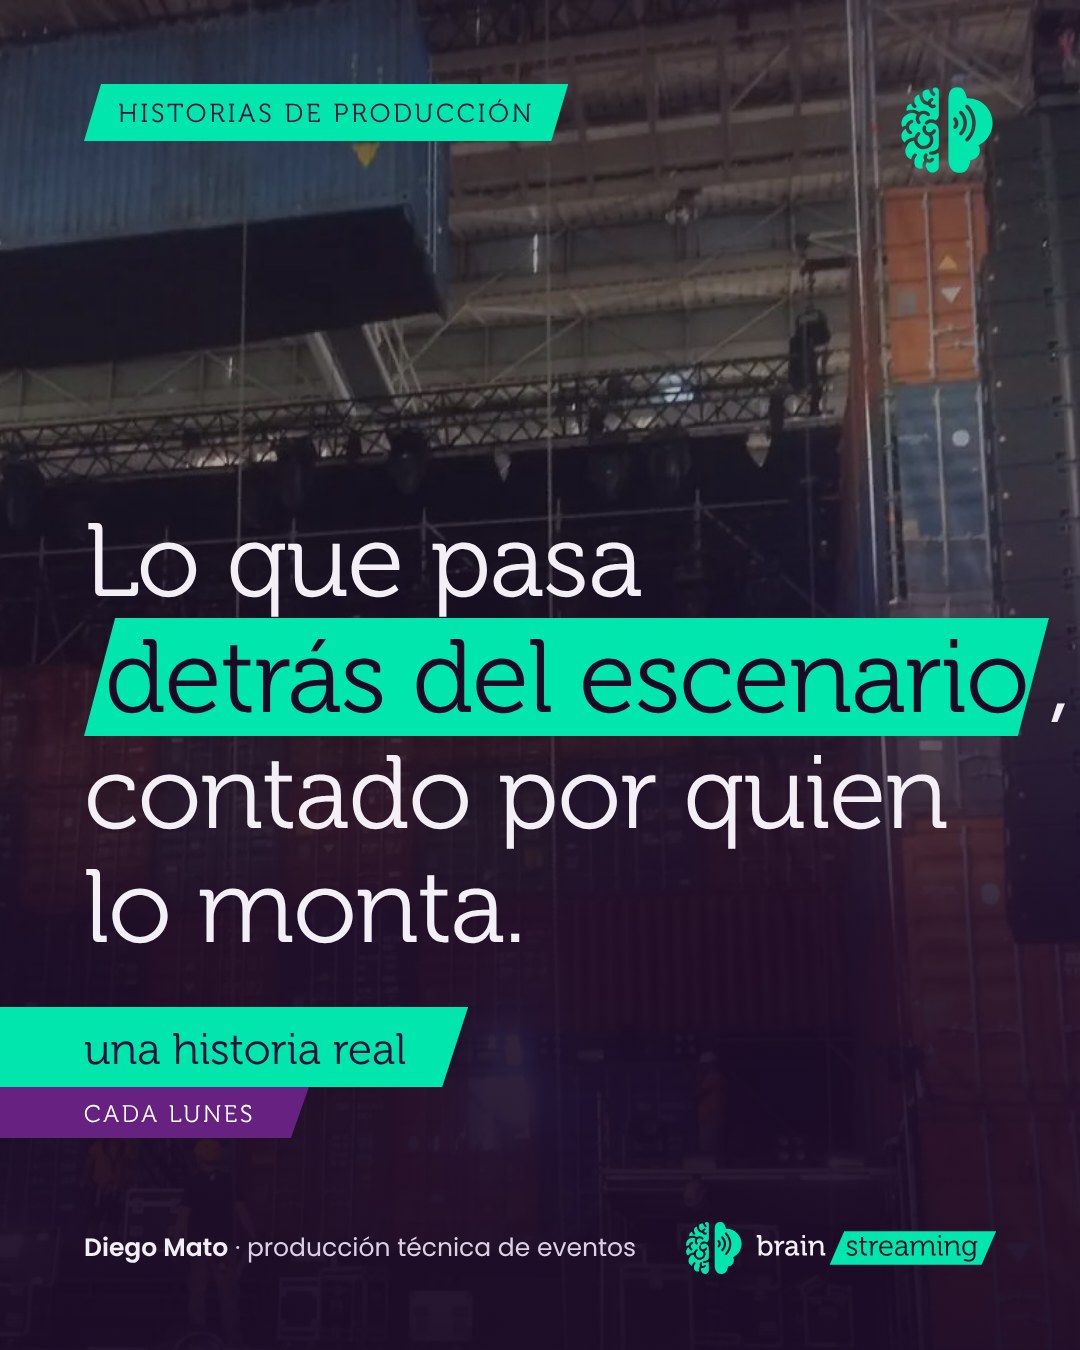 HISTORIAS DE PRODUCCIÓN
Lo que pasa
detrás del escenario,
contado por quien
lo monta.
una historia real
CADA LUNES
Diego Mato · producción técnica de eventos
brain streaming